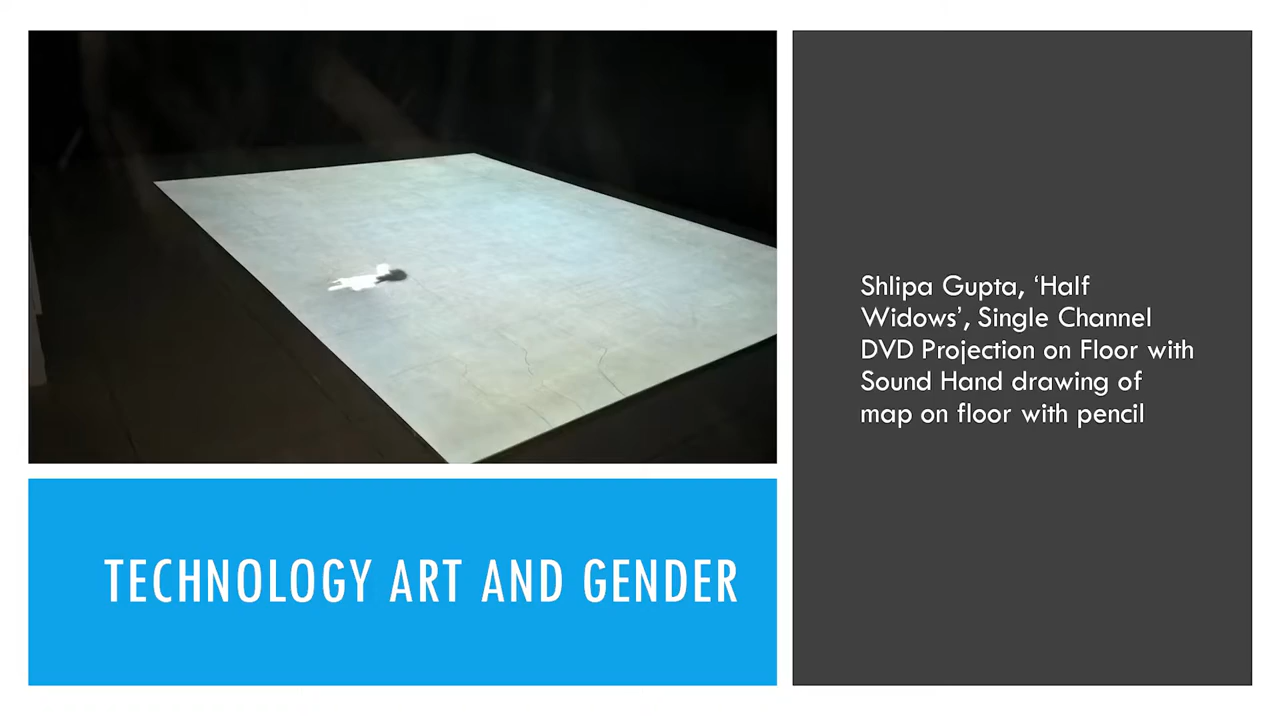 TECHNOLOGY ART AND GENDER
Shlipa Gupta, ‘Half
Widows’, Single Channel
DVD Projection on Floor with
Sound Hand drawing of
map on floor with pencil